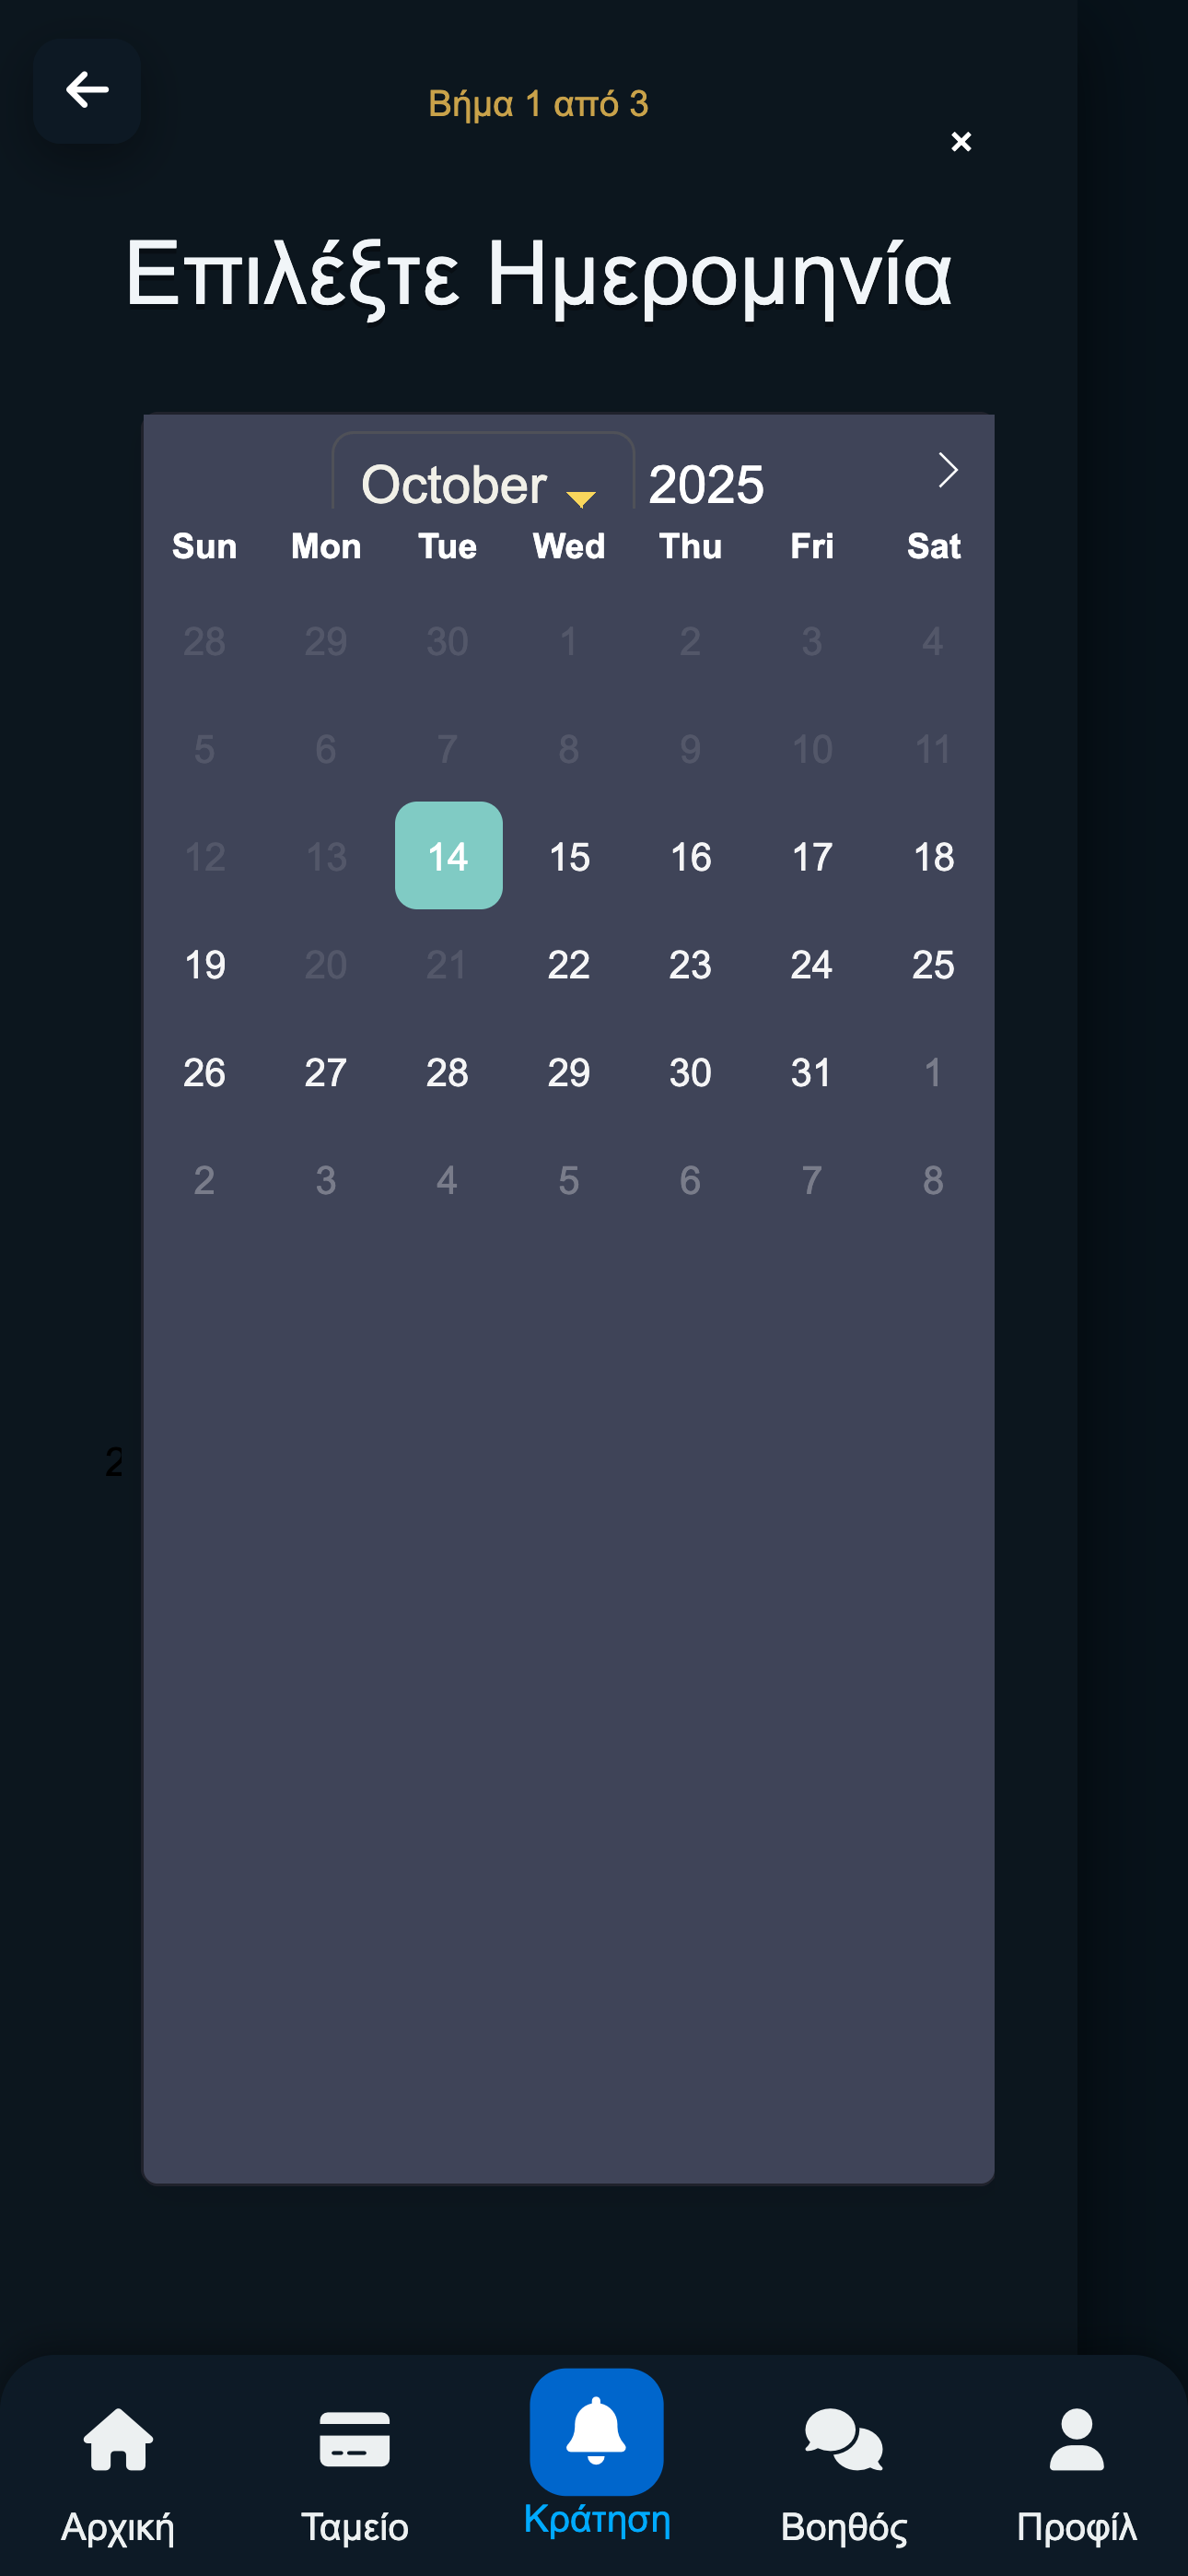 Βήμα 1 από 3
×
Επιλέξτε Ημερομηνία
October 2025
Sun Mon Tue Wed Thu Fri Sat
28 29 30 1 2 3 4
5 6 7 8 9 10 11
12 13 14 15 16 17 18
19 20 21 22 23 24 25
26 27 28 29 30 31 1
2 3 4 5 6 7 8
2
Αρχική Ταμείο Κράτηση Βοηθός Προφίλ